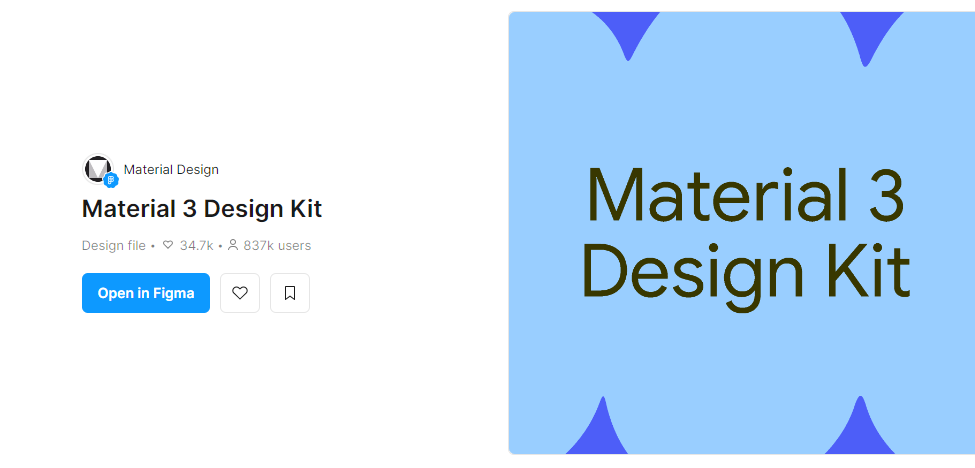 Material Design
Material 3 Design Kit
Design file • 34.7k • 837k users
Open in Figma
Material 3
Design Kit